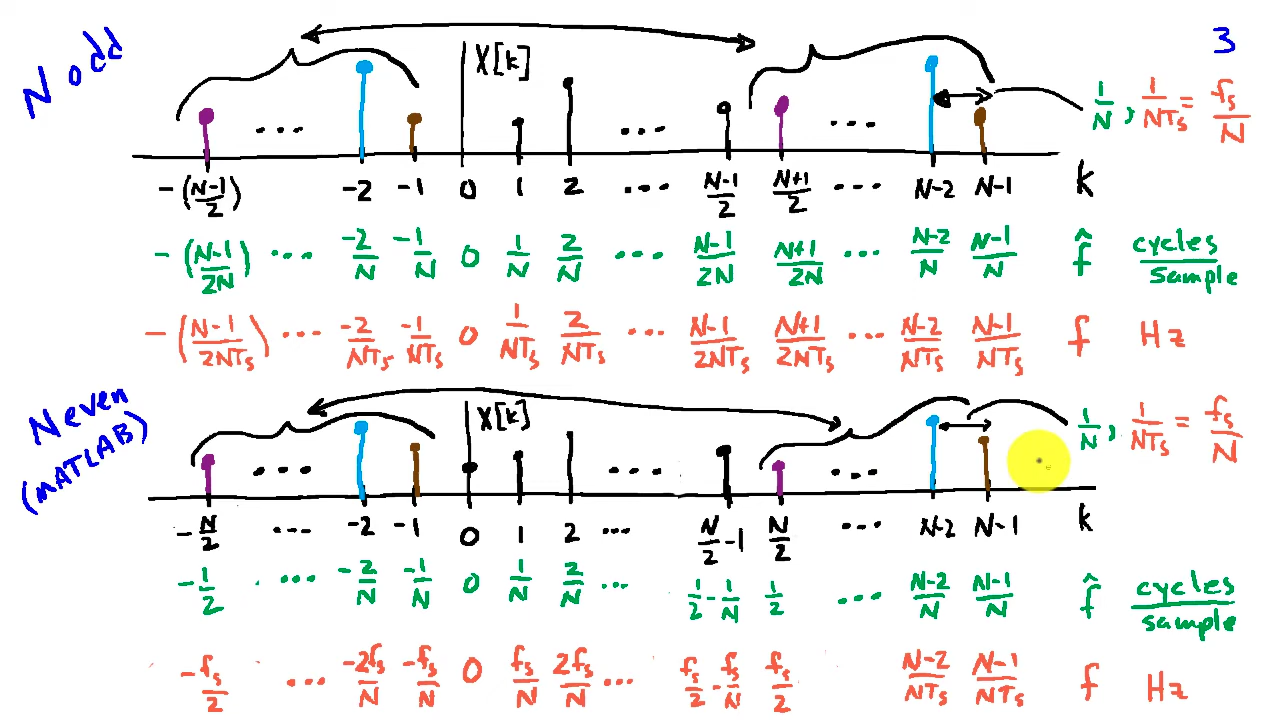 N odd
X[k]
3
1/N, 1/NTs = fs/N
-(N-1/2) -2 -1 0 1 2 ... N-1/2 N+1/2 ... N-2 N-1 k
-(N-1/2N) ... -2/N -1/N 0 1/N 2/N ... N-1/2N N+1/2N ... N-2/N N-1/N f̂ cycles/sample
-(N-1/2NTs) ... -2/NTs -1/NTs 0 1/NTs 2/NTs ... N-1/2NTs N+1/2NTs ... N-2/NTs N-1/NTs f Hz
N even
(MATLAB)
X[k]
1/N, 1/NTs = fs/N
-N/2 ... -2 -1 0 1 2 ... N/2-1 N/2 ... N-2 N-1 k
-1/2 ... -2/N -1/N 0 1/N 2/N ... 1/2-1/N 1/2 ... N-2/N N-1/N f̂ cycles/sample
-fs/2 ... -2fs/N -fs/N 0 fs/N 2fs/N ... fs/2-fs/N fs/2 N-2/NTs N-1/NTs f Hz